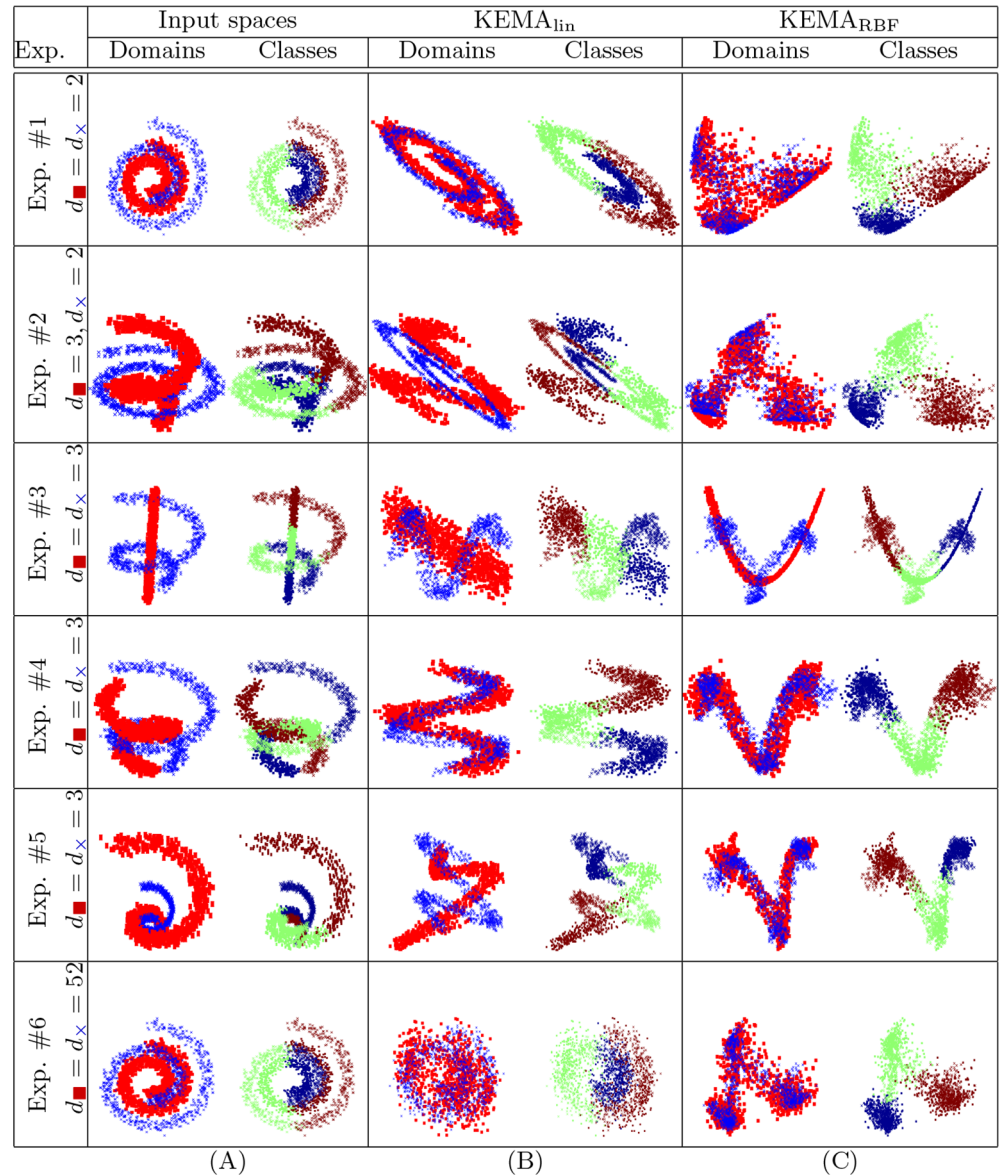 Input spaces KEMA_lin KEMA_RBF
Exp. Domains Classes Domains Classes Domains Classes
Exp. #1
d■ = d× = 2
Exp. #2
d■ = 3, d× = 2
Exp. #3
d■ = d× = 3
Exp. #4
d■ = d× = 3
Exp. #5
d■ = d× = 3
Exp. #6
d■ = d× = 52
(A) (B) (C)